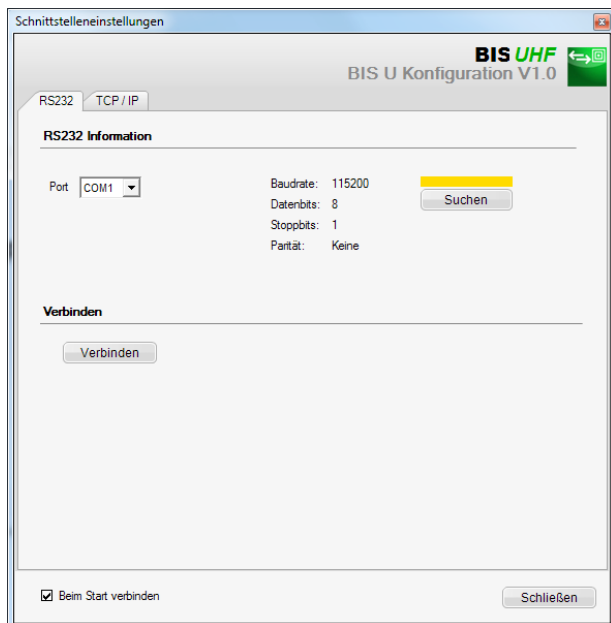 Schnittstelleneinstellungen
BIS UHF
BIS U Konfiguration V1.0
RS232 TCP / IP
RS232 Information
Port COM1 Baudrate: 115200
Suchen
Datenbits: 8
Stoppbits: 1
Parität: Keine
Verbinden
Verbinden
Beim Start verbinden
Schließen